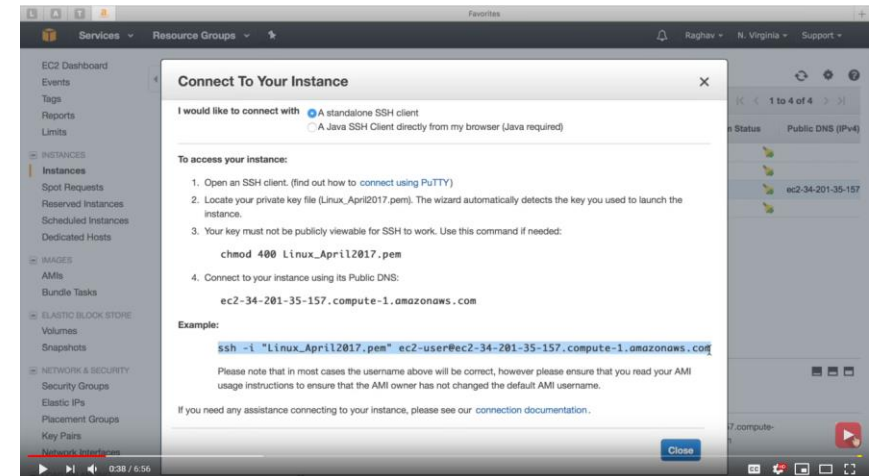 Favorites
Services Resource Groups Raghav N. Virginia Support
EC2 Dashboard
Events
Tags
Reports
Limits
INSTANCES
Instances
Spot Requests
Reserved Instances
Scheduled Instances
Dedicated Hosts
IMAGES
AMIs
Bundle Tasks
ELASTIC BLOCK STORE
Volumes
Snapshots
NETWORK & SECURITY
Security Groups
Elastic IPs
Placement Groups
Key Pairs
Network Interfaces
Connect To Your Instance
I would like to connect with A standalone SSH client
A Java SSH Client directly from my browser (Java required)
To access your instance:
1. Open an SSH client. (find out how to connect using PuTTY)
2. Locate your private key file (Linux_April2017.pem). The wizard automatically detects the key you used to launch the
instance.
3. Your key must not be publicly viewable for SSH to work. Use this command if needed:
chmod 400 Linux_April2017.pem
4. Connect to your instance using its Public DNS:
ec2-34-201-35-157.compute-1.amazonaws.com
Example:
ssh -i "Linux_April2017.pem" ec2-user@ec2-34-201-35-157.compute-1.amazonaws.com
Please note that in most cases the username above will be correct, however please ensure that you read your AMI
usage instructions to ensure that the AMI owner has not changed the default AMI username.
If you need any assistance connecting to your instance, please see our connection documentation.
Close
1 to 4 of 4
Status Public DNS (IPv4)
ec2-34-201-35-157
7.compute-
0:38 / 6:56